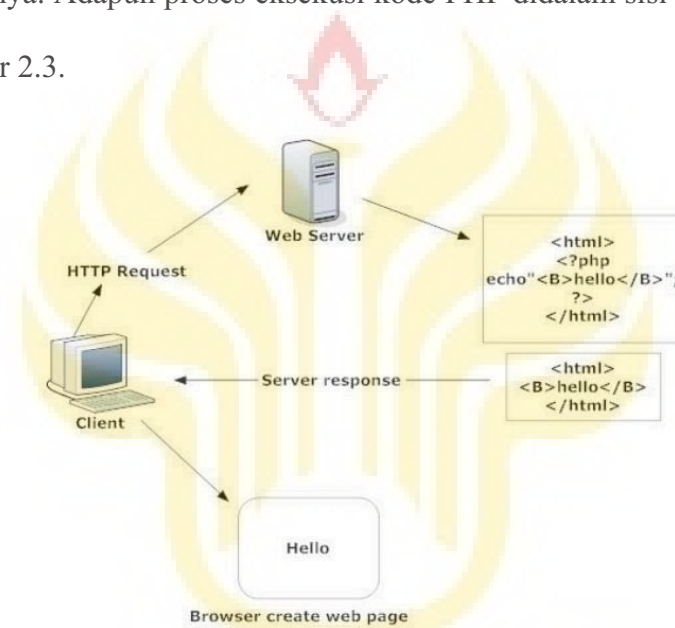 nya. Adapun proses eksekusi kode PHP didalam sisi
r 2.3.
Web Server
HTTP Request
<html>
<?php
echo"<B>hello</B>"
?>
</html>
Server response
<html>
<B>hello</B>
</html>
Client
Hello
Browser create web page